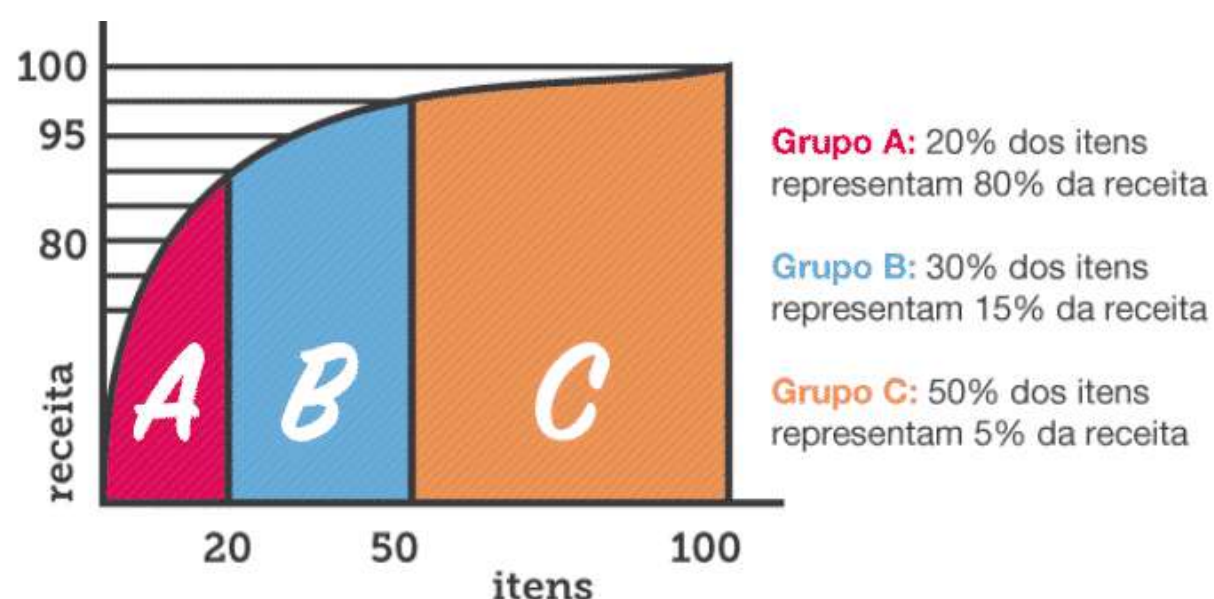 100
95
80
receita
A
B
C
20
50
100
itens
Grupo A: 20% dos itens
representam 80% da receita
Grupo B: 30% dos itens
representam 15% da receita
Grupo C: 50% dos itens
representam 5% da receita